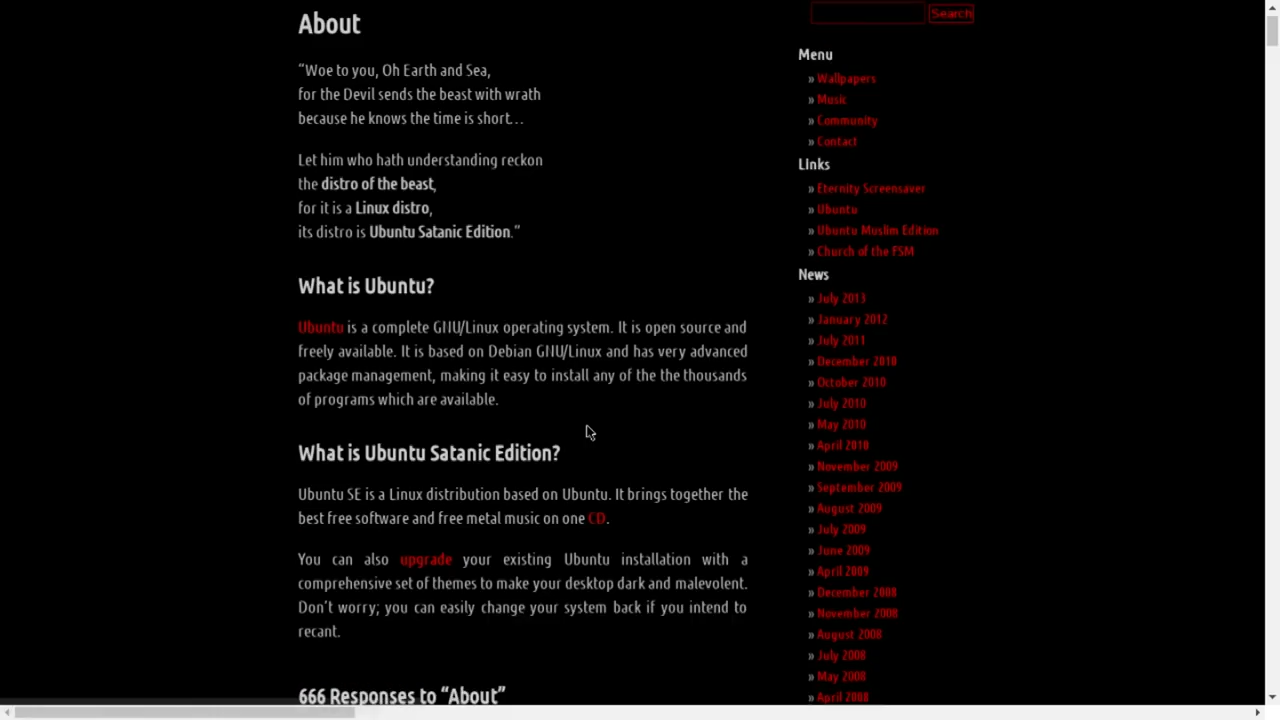 About
“Woe to you, Oh Earth and Sea,
for the Devil sends the beast with wrath
because he knows the time is short…
Let him who hath understanding reckon
the distro of the beast,
for it is a Linux distro,
its distro is Ubuntu Satanic Edition.”
What is Ubuntu?
Ubuntu is a complete GNU/Linux operating system. It is open source and
freely available. It is based on Debian GNU/Linux and has very advanced
package management, making it easy to install any of the the thousands
of programs which are available.
What is Ubuntu Satanic Edition?
Ubuntu SE is a Linux distribution based on Ubuntu. It brings together the
best free software and free metal music on one CD.
You can also upgrade your existing Ubuntu installation with a
comprehensive set of themes to make your desktop dark and malevolent.
Don’t worry; you can easily change your system back if you intend to
recant.
666 Responses to “About”
Search
Menu
» Wallpapers
» Music
» Community
» Contact
Links
» Eternity Screensaver
» Ubuntu
» Ubuntu Muslim Edition
» Church of the FSM
News
» July 2013
» January 2012
» July 2011
» December 2010
» October 2010
» July 2010
» May 2010
» April 2010
» November 2009
» September 2009
» August 2009
» July 2009
» June 2009
» April 2009
» December 2008
» November 2008
» August 2008
» July 2008
» May 2008
» April 2008